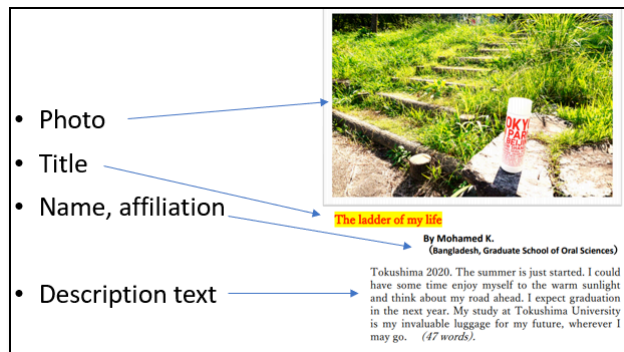 • Photo
• Title
• Name, affiliation
• Description text
OKY
PAR
BEIJI
The ladder of my life
By Mohamed K.
(Bangladesh, Graduate School of Oral Sciences)
Tokushima 2020. The summer is just started. I could
have some time enjoy myself to the warm sunlight
and think about my road ahead. I expect graduation
in the next year. My study at Tokushima University
is my invaluable luggage for my future, wherever I
may go. (47 words).